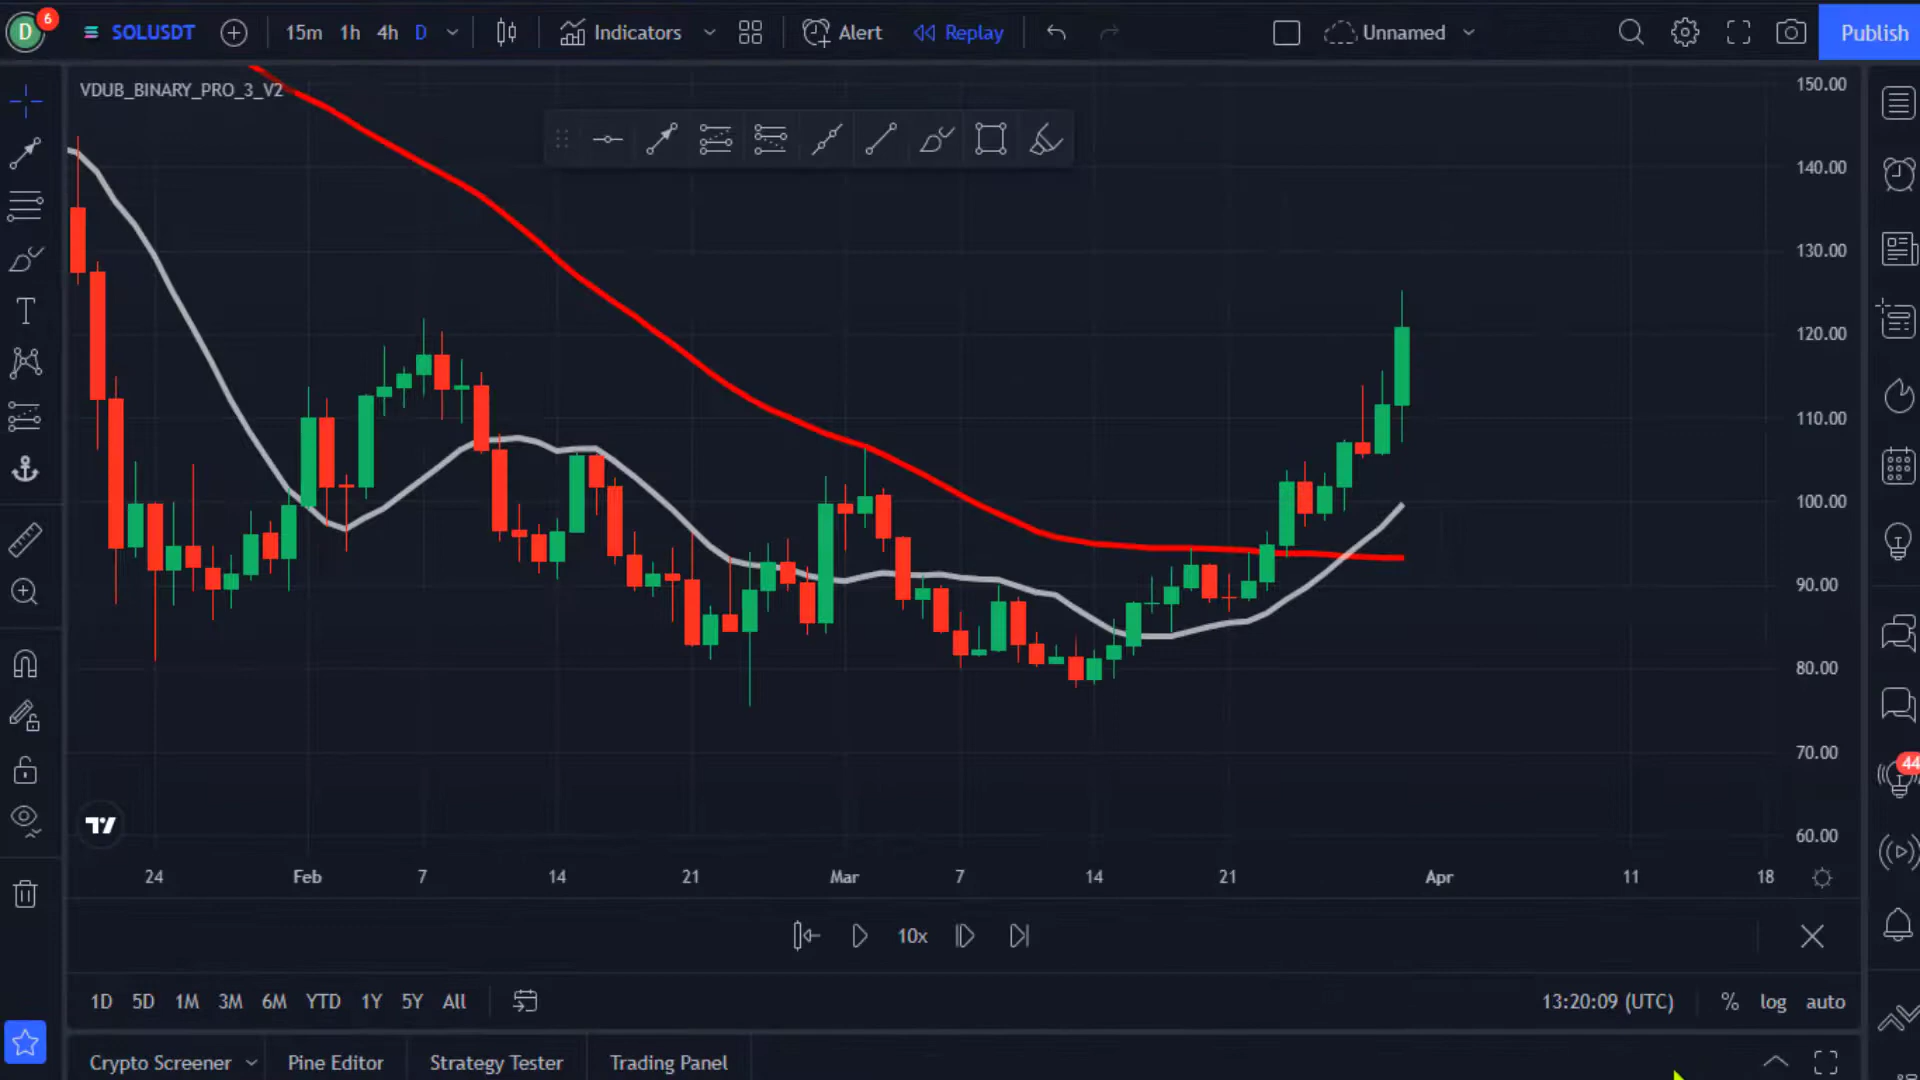 D 6 SOLUSDT 15m 1h 4h D Indicators Alert Replay Unnamed Publish
VDUB_BINARY_PRO_3_V2
150.00
140.00
130.00
120.00
110.00
100.00
90.00
80.00
70.00
60.00
44
24 Feb 7 14 21 Mar 7 14 21 Apr 11 18
10x
1D 5D 1M 3M 6M YTD 1Y 5Y All 13:20:09 (UTC) % log auto
Crypto Screener Pine Editor Strategy Tester Trading Panel